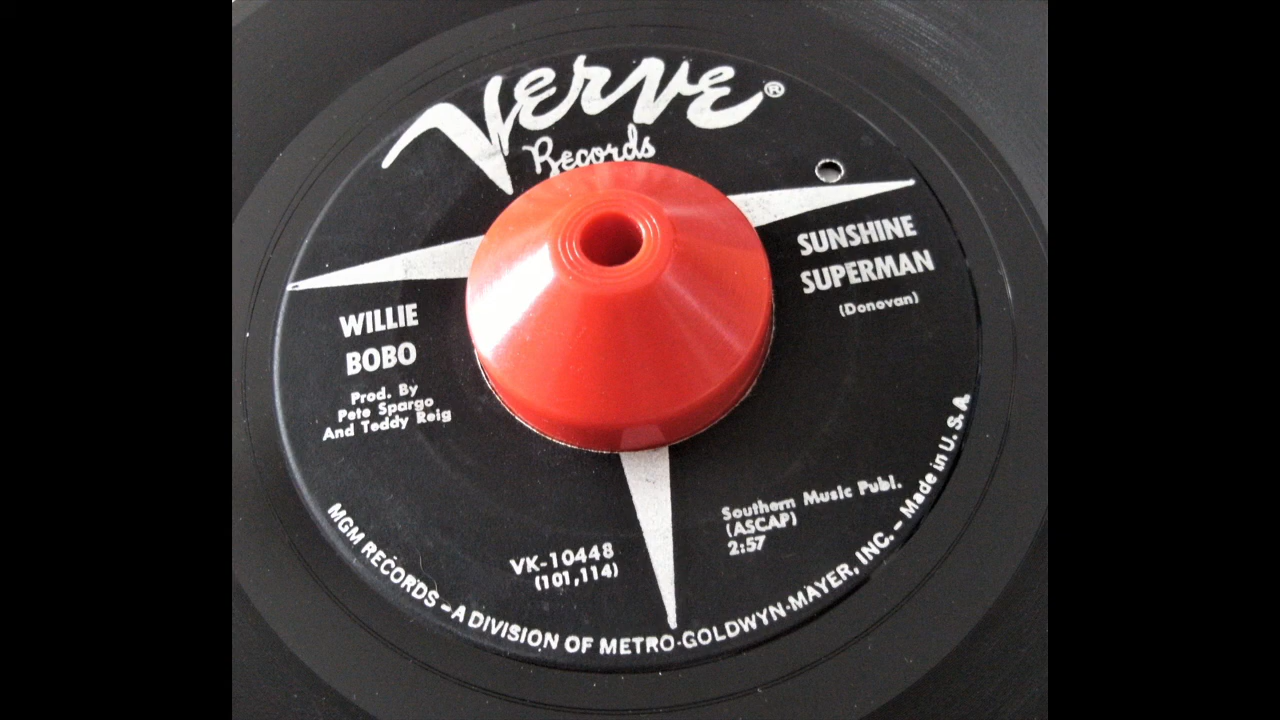 Verve®
Records
SUNSHINE
SUPERMAN
(Donovan)
WILLIE
BOBO
Prod. By
Pete Spargo
And Teddy Reig
Southern Music Publ.
(ASCAP)
2:57
VK-10448
(101,114)
MGM RECORDS - A DIVISION OF METRO-GOLDWYN-MAYER, INC. - Made in U. S. A.